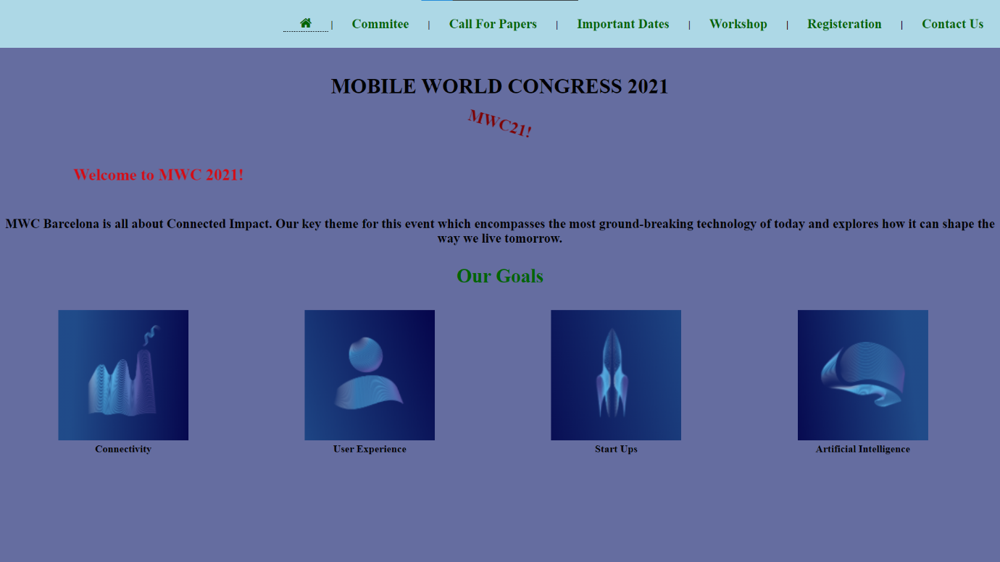 | Commitee | Call For Papers | Important Dates | Workshop | Registeration | Contact Us
MOBILE WORLD CONGRESS 2021
MWC21!
Welcome to MWC 2021!
MWC Barcelona is all about Connected Impact. Our key theme for this event which encompasses the most ground-breaking technology of today and explores how it can shape the
way we live tomorrow.
Our Goals
Connectivity
User Experience
Start Ups
Artificial Intelligence